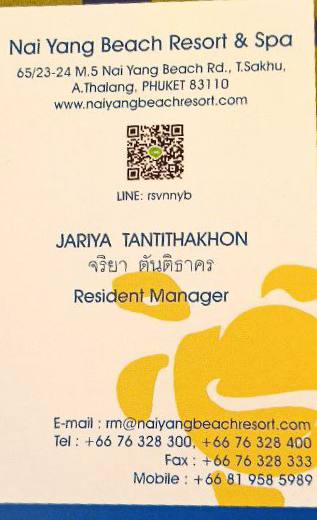 Nai Yang Beach Resort & Spa
65/23-24 M.5 Nai Yang Beach Rd., T.Sakhu,
A.Thalang, PHUKET 83110
www.naiyangbeachresort.com
LINE: rsvnnyb
JARIYA TANTITHAKHON
จริยา ตันติธาคร
Resident Manager
E-mail : rm@naiyangbeachresort.com
Tel : +66 76 328 300, +66 76 328 400
Fax : +66 76 328 333
Mobile : +66 81 958 5989